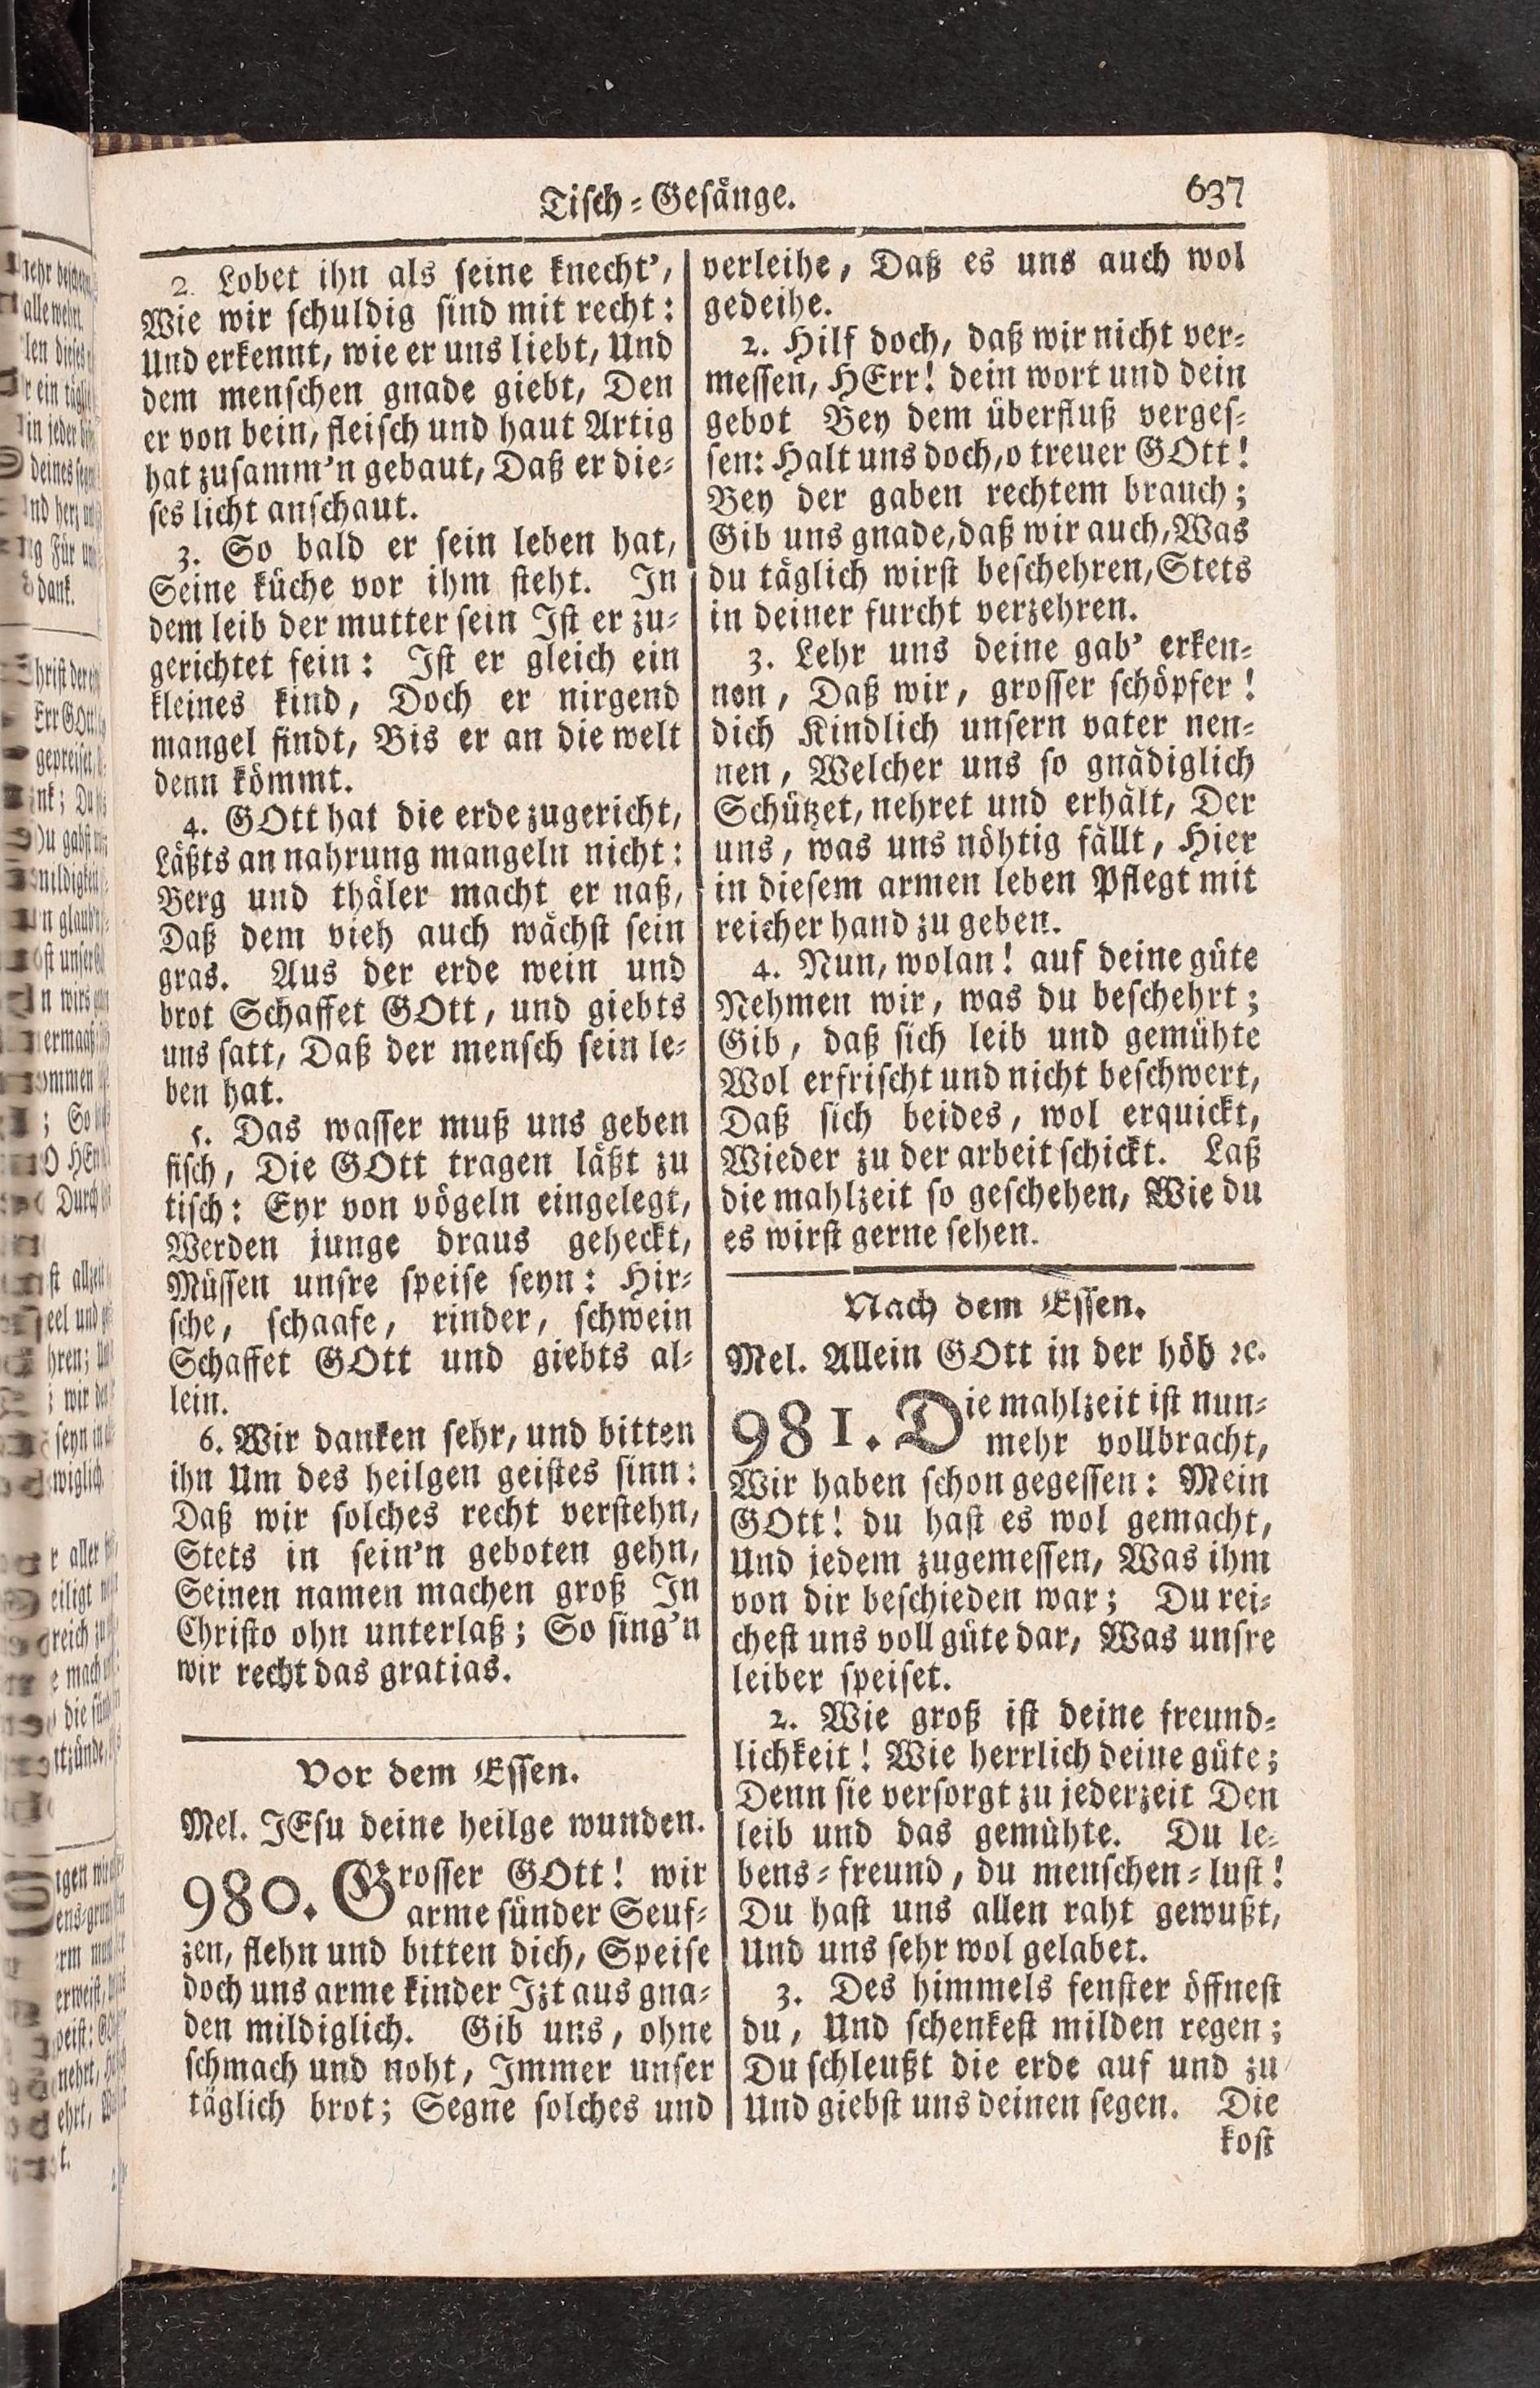 Tisch-Gesänge.
637
2. Lobet ihn als seine knecht',
Wie wir schuldig sind mit recht:
Und erkennt, wie er uns liebt, Und
dem menschen gnade giebt, Den
er von bein, fleisch und haut Artig
hat zusamm'n gebaut, Daß er die-
ses licht anschaut.
3. So bald er sein leben hat,
Seine küche vor ihm steht. In
dem leib der mutter sein Ist er zu-
gerichtet fein: Ist er gleich ein
kleines kind, Doch er nirgend
mangel findt, Bis er an die welt
denn kömmt.
4. GOtt hat die erde zugericht,
Läßts an nahrung mangeln nicht:
Berg und thäler macht er naß,
Daß dem vieh auch wächst sein
gras. Aus der erde wein und
brot Schaffet GOtt, und giebts
uns satt, Daß der mensch sein le-
ben hat.
5. Das wasser muß uns geben
fisch, Die GOtt tragen läßt zu
tisch: Eyr von vögeln eingelegt,
Werden junge draus geheckt,
Müssen unsre speise seyn: Hir-
sche, schaafe, rinder, schwein
Schaffet GOtt und giebts al-
lein.
6. Wir danken sehr, und bitten
ihn Um des heilgen geistes sinn:
Daß wir solches recht verstehn,
Stets in sein'n geboten gehn,
Seinen namen machen groß In
Christo ohn unterlaß; So sing'n
wir recht das gratias.
Vor dem Essen.
Mel. JEsu deine heilge wunden.
980. Grosser GOtt! wir
arme sünder Seuf-
zen, flehn und bitten dich, Speise
doch uns arme kinder Izt aus gna-
den mildiglich. Gib uns, ohne
schmach und noht, Immer unser
täglich brot; Segne solches und
verleihe, Daß es uns auch wol
gedeihe.
2. Hilf doch, daß wir nicht ver-
messen, HErr! dein wort und dein
gebot Bey dem überfluß verges-
sen: Halt uns doch, o treuer GOtt!
Bey der gaben rechtem brauch;
Gib uns gnade, daß wir auch, Was
du täglich wirst beschehren, Stets
in deiner furcht verzehren.
3. Lehr uns deine gab' erken-
nen, Daß wir, grosser schöpfer!
dich Kindlich unsern vater nen-
nen, Welcher uns so gnädiglich
Schützet, nehret und erhält, Der
uns, was uns nöhtig fällt, Hier
in diesem armen leben Pflegt mit
reicher hand zu geben.
4. Nun, wolan! auf deine güte
Nehmen wir, was du beschehrt;
Gib, daß sich leib und gemühte
Wol erfrischt und nicht beschwert,
Daß sich beides, wol erquickt,
Wieder zu der arbeit schickt. Laß
die mahlzeit so geschehen, Wie du
es wirst gerne sehen.
Nach dem Essen.
Mel. Allein GOtt in der höh ꝛc.
981. Die mahlzeit ist nun-
mehr vollbracht,
Wir haben schon gegessen: Mein
GOtt! du hast es wol gemacht,
Und jedem zugemessen, Was ihm
von dir beschieden war; Du rei-
chest uns voll güte dar, Was unsre
leiber speiset.
2. Wie groß ist deine freund-
lichkeit! Wie herrlich deine güte;
Denn sie versorgt zu jederzeit Den
leib und das gemühte. Du le-
bens-freund, du menschen-lust!
Du hast uns allen raht gewußt,
Und uns sehr wol gelabet.
3. Des himmels fenster öffnest
du, Und schenkest milden regen;
Du schleußt die erde auf und zu
Und giebst uns deinen segen. Die
kost